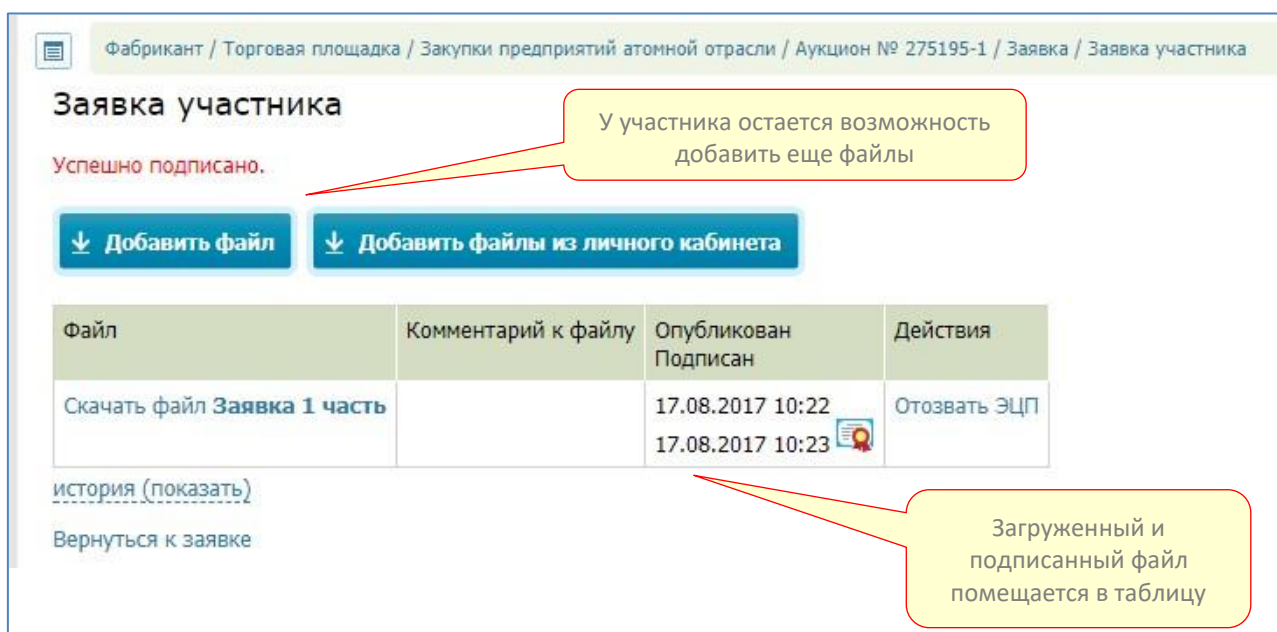 Фабрикант / Торговая площадка / Закупки предприятий атомной отрасли / Аукцион № 275195-1 / Заявка / Заявка участника
Заявка участника
У участника остается возможность
добавить еще файлы
Успешно подписано.
Добавить файл
Добавить файлы из личного кабинета
Файл
Комментарий к файлу
Опубликован
Подписан
Действия
Скачать файл Заявка 1 часть
17.08.2017 10:22
17.08.2017 10:23
Отозвать ЭЦП
история (показать)
Вернуться к заявке
Загруженный и
подписанный файл
помещается в таблицу